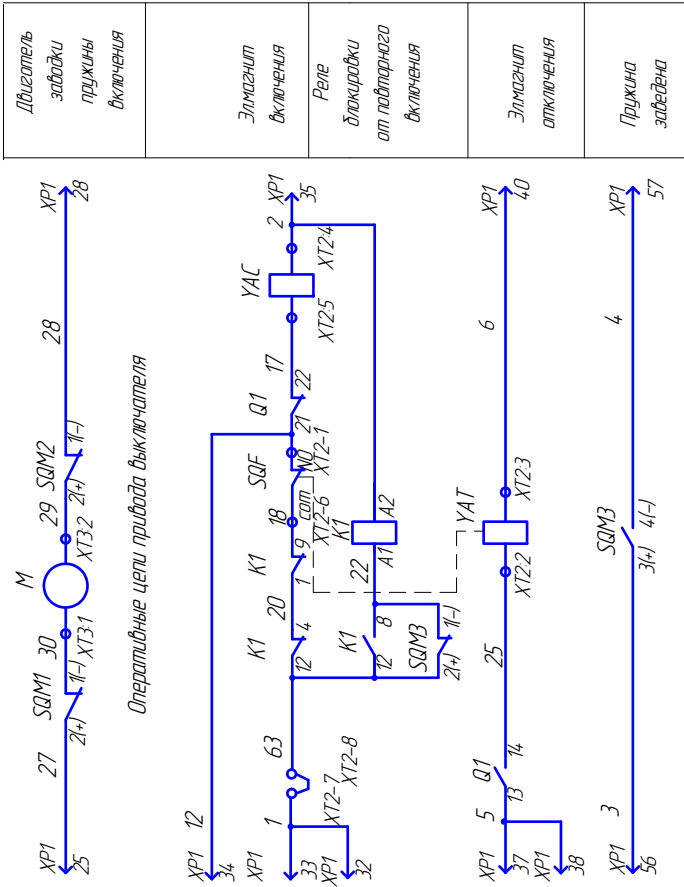 Двигатель
заводки
пружины
включения
XP1
25
27
SQM1
2(+)
1(-)
30
XT3:1
M
XT3:2
29
SQM2
2(+)
1(-)
28
XP1
28
Оперативные цепи привода выключателя
Эл.магнит
включения
Реле
блокировки
от повторного
включения
XP1
34
12
XP1
33
XP1
32
1
XT2-7
XT2-8
63
K1
12
4
20
K1
1
9
18
XT2-6
SQF
com
NO
XT2-1
Q1
21
22
17
XT2:5
YAC
XT2:4
2
XP1
35
K1
12
8
SQM3
2(+)
1(-)
22
K1
A1
A2
Эл.магнит
отключения
XP1
37
XP1
38
5
Q1
13
14
25
XT2:2
YAT
XT2:3
6
XP1
40
Пружина
заведена
XP1
56
3
SQM3
3(+)
4(-)
4
XP1
57